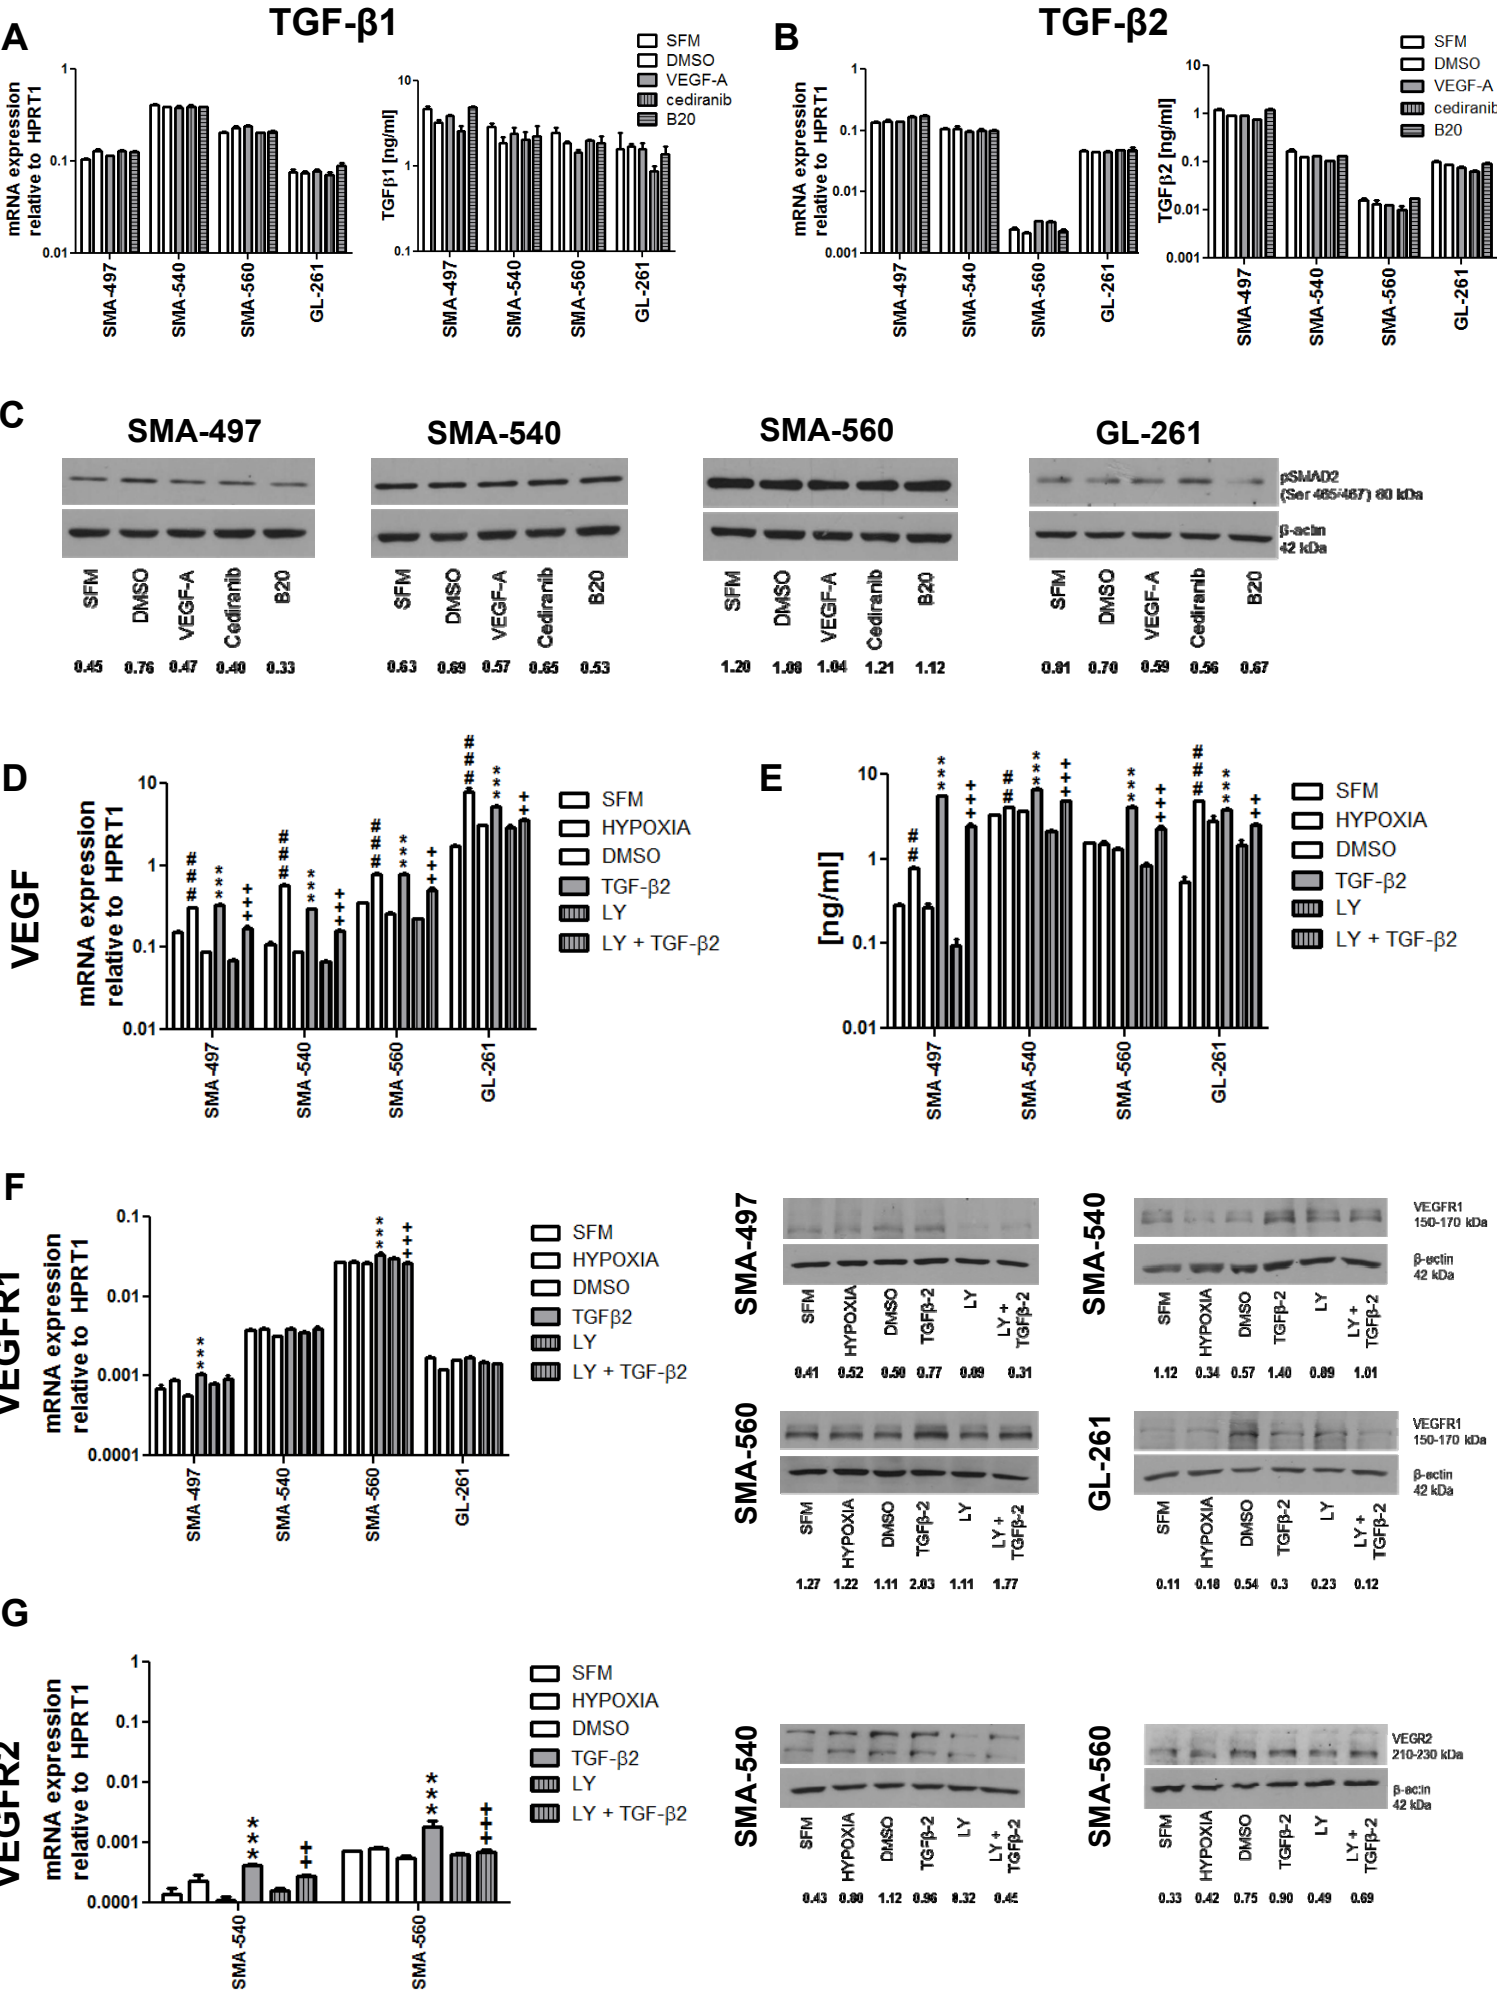 TGF-β1
TGF-β2
A
mRNA expression
relative to HPRT1
1
0.1
0.01
SMA-497
SMA-540
SMA-560
GL-261
TGFβ1 [ng/ml]
10
1
0.1
SMA-497
SMA-540
SMA-560
GL-261
SFM
DMSO
VEGF-A
cediranib
B20
B
mRNA expression
relative to HPRT1
1
0.1
0.01
0.001
SMA-497
SMA-540
SMA-560
GL-261
TGFβ2 [ng/ml]
10
1
0.1
0.01
0.001
SMA-497
SMA-540
SMA-560
GL-261
SFM
DMSO
VEGF-A
cediranib
B20
C
SMA-497
SMA-540
SMA-560
GL-261
pSMAD2
(Ser 465/467) 60 kDa
β-actin
42 kDa
SFM DMSO VEGF-A Cediranib B20
0.45 0.76 0.47 0.40 0.33
SFM DMSO VEGF-A Cediranib B20
0.63 0.69 0.57 0.65 0.53
SFM DMSO VEGF-A Cediranib B20
1.20 1.08 1.04 1.21 1.12
SFM DMSO VEGF-A Cediranib B20
0.81 0.70 0.59 0.56 0.67
D
VEGF
mRNA expression
relative to HPRT1
10
1
0.1
0.01
### *** +++
### *** +++
### *** +++
### *** ++
SMA-497
SMA-540
SMA-560
GL-261
SFM
HYPOXIA
DMSO
TGF-β2
LY
LY + TGF-β2
E
[ng/ml]
10
1
0.1
0.01
## *** +++
## *** +++
*** +++
### *** ++
SMA-497
SMA-540
SMA-560
GL-261
SFM
HYPOXIA
DMSO
TGF-β2
LY
LY + TGF-β2
F
VEGFR1
mRNA expression
relative to HPRT1
0.1
0.01
0.001
0.0001
***
*** +++
SMA-497
SMA-540
SMA-560
GL-261
SFM
HYPOXIA
DMSO
TGFβ2
LY
LY + TGF-β2
SMA-497
SFM HYPOXIA DMSO TGFβ-2 LY LY + TGFβ-2
0.41 0.52 0.50 0.77 0.09 0.31
SMA-540
VEGFR1
150-170 kDa
β-actin
42 kDa
SFM HYPOXIA DMSO TGFβ-2 LY LY + TGFβ-2
1.12 0.34 0.57 1.40 0.89 1.01
SMA-560
SFM HYPOXIA DMSO TGFβ-2 LY LY + TGFβ-2
1.27 1.22 1.11 2.03 1.11 1.77
GL-261
VEGFR1
150-170 kDa
β-actin
42 kDa
SFM HYPOXIA DMSO TGFβ-2 LY LY + TGFβ-2
0.11 0.18 0.54 0.3 0.23 0.12
G
VEGFR2
mRNA expression
relative to HPRT1
1
0.1
0.01
0.001
0.0001
*** ++
*** +++
SMA-540
SMA-560
SFM
HYPOXIA
DMSO
TGF-β2
LY
LY + TGF-β2
SMA-540
SFM HYPOXIA DMSO TGFβ-2 LY LY + TGFβ-2
0.43 0.80 1.12 0.96 0.32 0.45
SMA-560
VEGR2
210-230 kDa
β-actin
42 kDa
SFM HYPOXIA DMSO TGFβ-2 LY LY + TGFβ-2
0.33 0.42 0.75 0.90 0.49 0.69